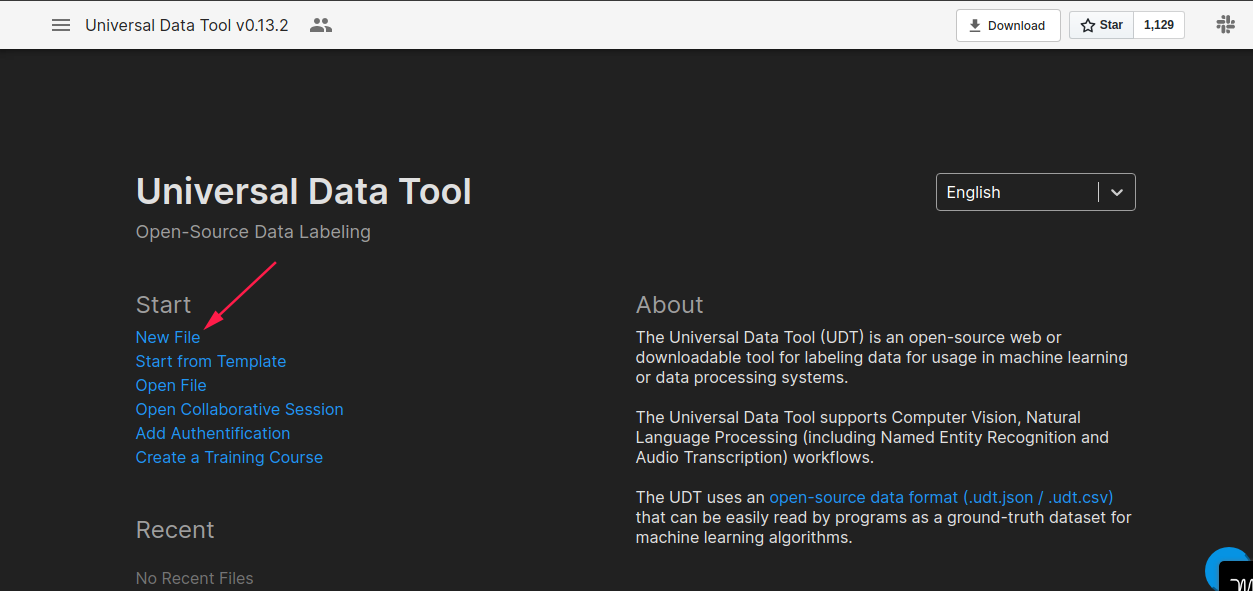 Universal Data Tool v0.13.2
Download
Star
1,129
Universal Data Tool
English
Open-Source Data Labeling
Start
New File
Start from Template
Open File
Open Collaborative Session
Add Authentification
Create a Training Course
Recent
No Recent Files
About
The Universal Data Tool (UDT) is an open-source web or
downloadable tool for labeling data for usage in machine learning
or data processing systems.
The Universal Data Tool supports Computer Vision, Natural
Language Processing (including Named Entity Recognition and
Audio Transcription) workflows.
The UDT uses an open-source data format (.udt.json / .udt.csv)
that can be easily read by programs as a ground-truth dataset for
machine learning algorithms.